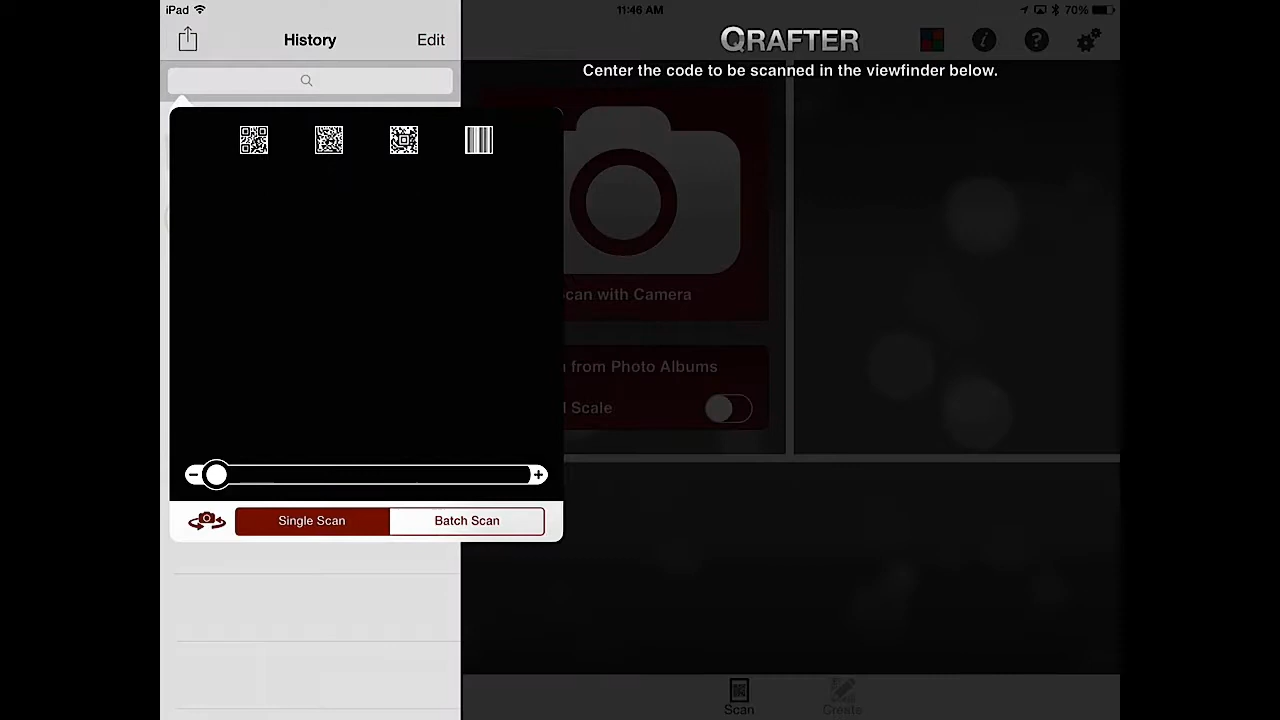 iPad 11:46 AM 70%
History Edit QRAFTER
Center the code to be scanned in the viewfinder below.
can with Camera
from Photo Albums
Scale
Single Scan Batch Scan
Scan Create